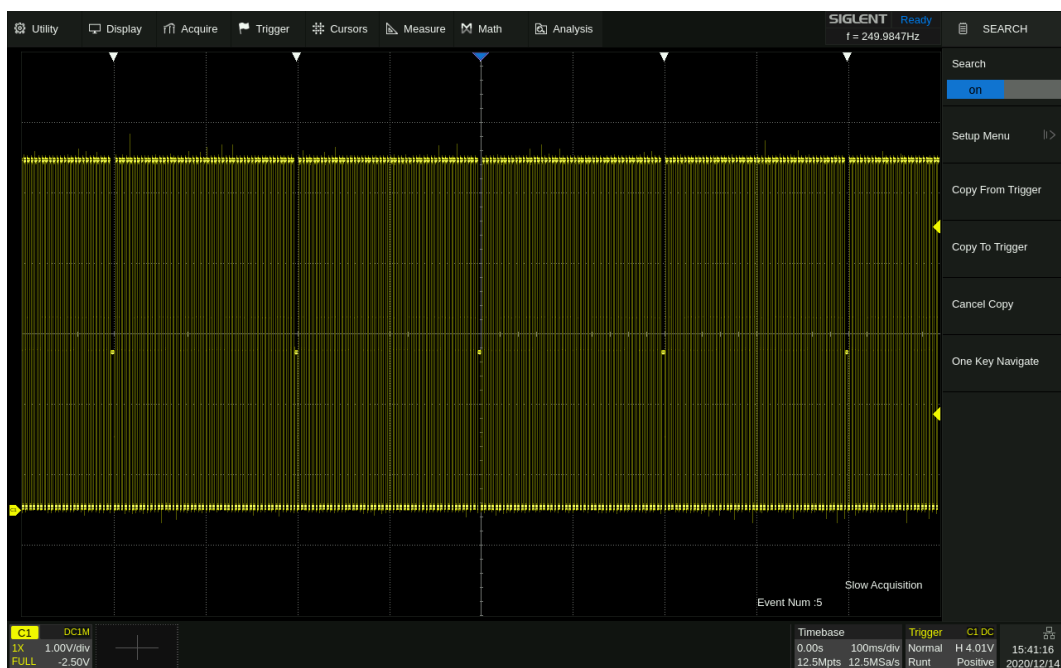 Utility Display Acquire Trigger Cursors Measure Math Analysis
SIGLENT Ready
f = 249.9847Hz
SEARCH
Search
on
Setup Menu
Copy From Trigger
Copy To Trigger
Cancel Copy
One Key Navigate
Slow Acquisition
Event Num :5
C1 DC1M
1X 1.00V/div
FULL -2.50V
Timebase
0.00s 100ms/div
12.5Mpts 12.5MSa/s
Trigger C1 DC
Normal H 4.01V
Runt Positive
15:41:16
2020/12/14